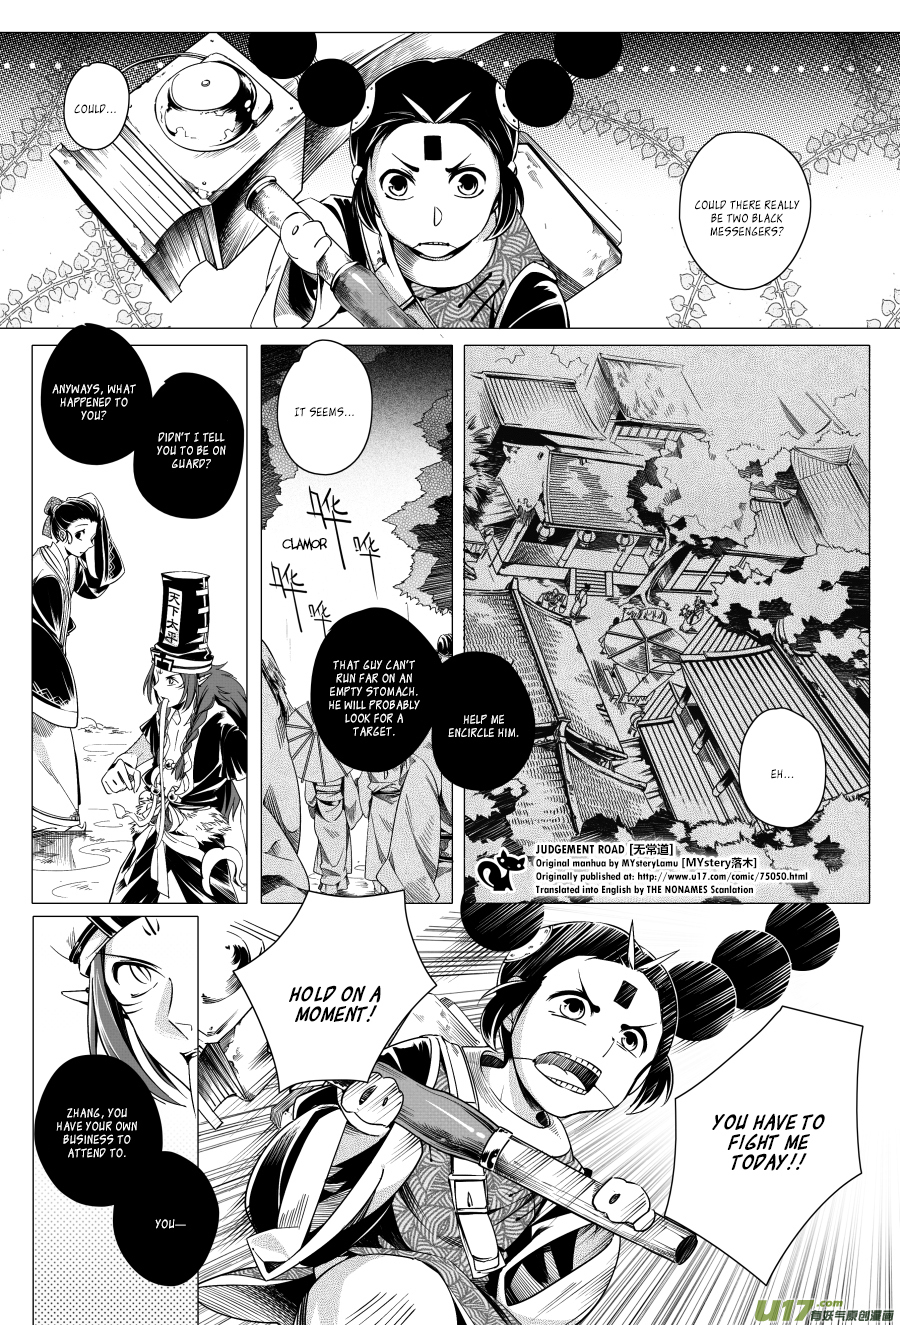 COULD...
COULD THERE REALLY
BE TWO BLACK
MESSENGERS?
ANYWAYS, WHAT
HAPPENED TO
YOU?
DIDN'T I TELL
YOU TO BE ON
GUARD?
天下太平
IT SEEMS...
哗
CLAMOR
哗
哗
哗
THAT GUY CAN'T
RUN FAR ON AN
EMPTY STOMACH.
HE WILL PROBABLY
LOOK FOR A
TARGET.
HELP ME
ENCIRCLE HIM.
EH...
JUDGEMENT ROAD [无常道]
Original manhua by MYsteryLamu [MYstery落木]
Originally published at: http://www.u17.com/comic/75050.html
Translated into English by THE NONAMES Scanlation
HOLD ON A
MOMENT!
ZHANG, YOU
HAVE YOUR OWN
BUSINESS TO
ATTEND TO.
YOU—
YOU HAVE TO
FIGHT ME
TODAY!!
U17.com
有妖气原创漫画